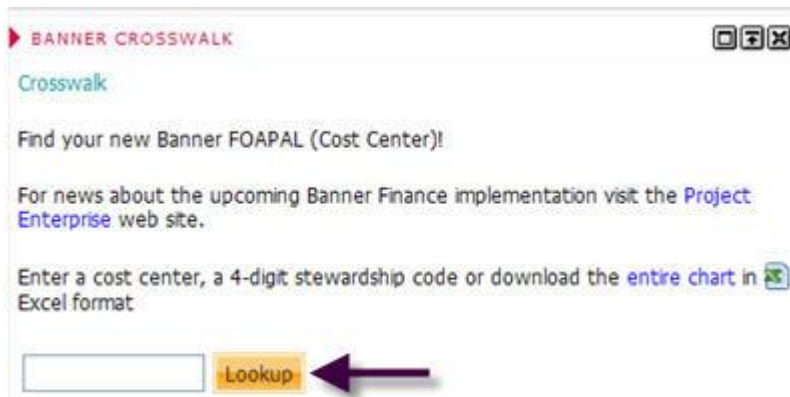 BANNER CROSSWALK
Crosswalk
Find your new Banner FOAPAL (Cost Center)!
For news about the upcoming Banner Finance implementation visit the Project
Enterprise web site.
Enter a cost center, a 4-digit stewardship code or download the entire chart in
Excel format
Lookup